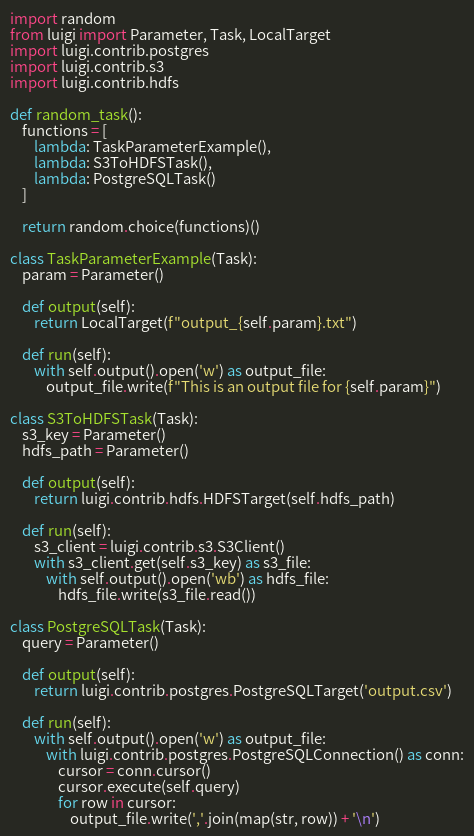 import random
from luigi import Parameter, Task, LocalTarget
import luigi.contrib.postgres
import luigi.contrib.s3
import luigi.contrib.hdfs

def random_task():
    functions = [
        lambda: TaskParameterExample(),
        lambda: S3ToHDFSTask(),
        lambda: PostgreSQLTask()
    ]

    return random.choice(functions)()

class TaskParameterExample(Task):
    param = Parameter()

    def output(self):
        return LocalTarget(f"output_{self.param}.txt")

    def run(self):
        with self.output().open('w') as output_file:
            output_file.write(f"This is an output file for {self.param}")

class S3ToHDFSTask(Task):
    s3_key = Parameter()
    hdfs_path = Parameter()

    def output(self):
        return luigi.contrib.hdfs.HDFSTarget(self.hdfs_path)

    def run(self):
        s3_client = luigi.contrib.s3.S3Client()
        with s3_client.get(self.s3_key) as s3_file:
            with self.output().open('wb') as hdfs_file:
                hdfs_file.write(s3_file.read())

class PostgreSQLTask(Task):
    query = Parameter()

    def output(self):
        return luigi.contrib.postgres.PostgreSQLTarget('output.csv')

    def run(self):
        with self.output().open('w') as output_file:
            with luigi.contrib.postgres.PostgreSQLConnection() as conn:
                cursor = conn.cursor()
                cursor.execute(self.query)
                for row in cursor:
                    output_file.write(','.join(map(str, row)) + '\n')